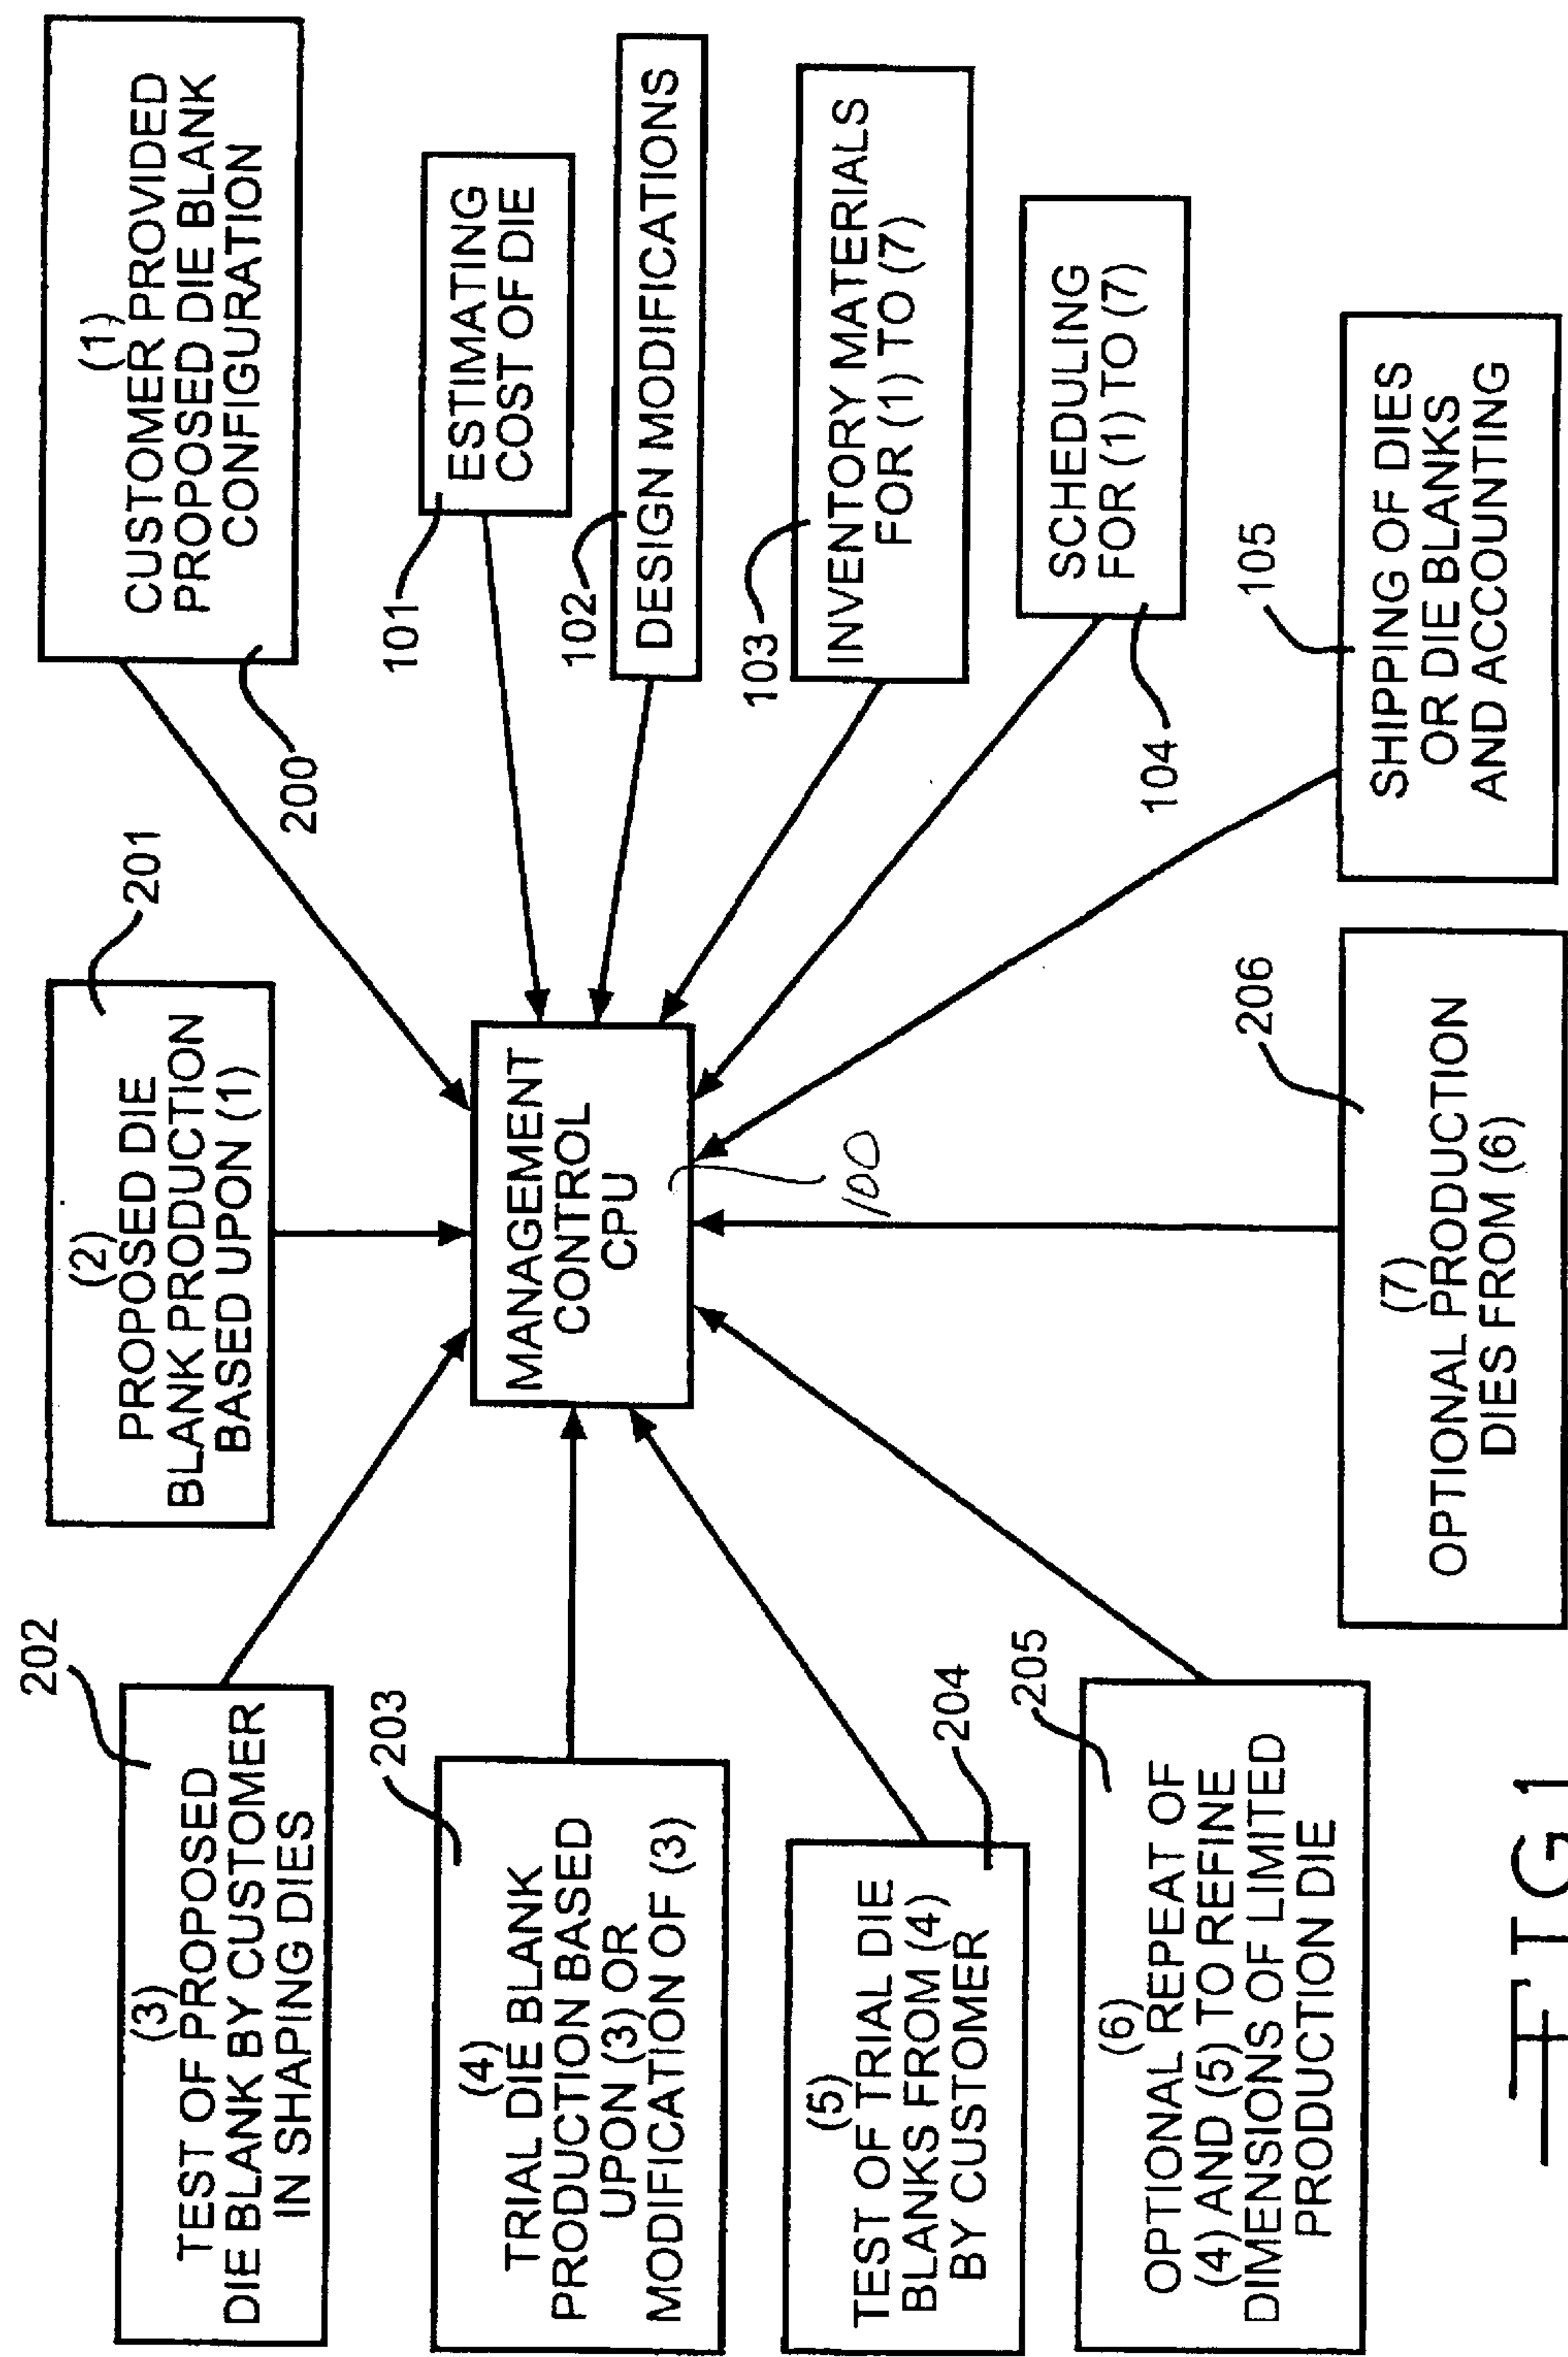 202
(3)
TEST OF PROPOSED
DIE BLANK BY CUSTOMER
IN SHAPING DIES
201
(2)
PROPOSED DIE
BLANK PRODUCTION
BASED UPON (1)
(1)
CUSTOMER PROVIDED
PROPOSED DIE BLANK
CONFIGURATION
200
203
(4)
TRIAL DIE BLANK
PRODUCTION BASED
UPON (3) OR
MODIFICATION OF (3)
MANAGEMENT
CONTROL
CPU
100
101
ESTIMATING
COST OF DIE
102
DESIGN MODIFICATIONS
204
(5)
TEST OF TRIAL DIE
BLANKS FROM (4)
BY CUSTOMER
103
INVENTORY MATERIALS
FOR (1) TO (7)
205
(6)
OPTIONAL REPEAT OF
(4) AND (5) TO REFINE
DIMENSIONS OF LIMITED
PRODUCTION DIE
104
SCHEDULING
FOR (1) TO (7)
206
(7)
OPTIONAL PRODUCTION
DIES FROM (6)
105
SHIPPING OF DIES
OR DIE BLANKS
AND ACCOUNTING
FIG 1